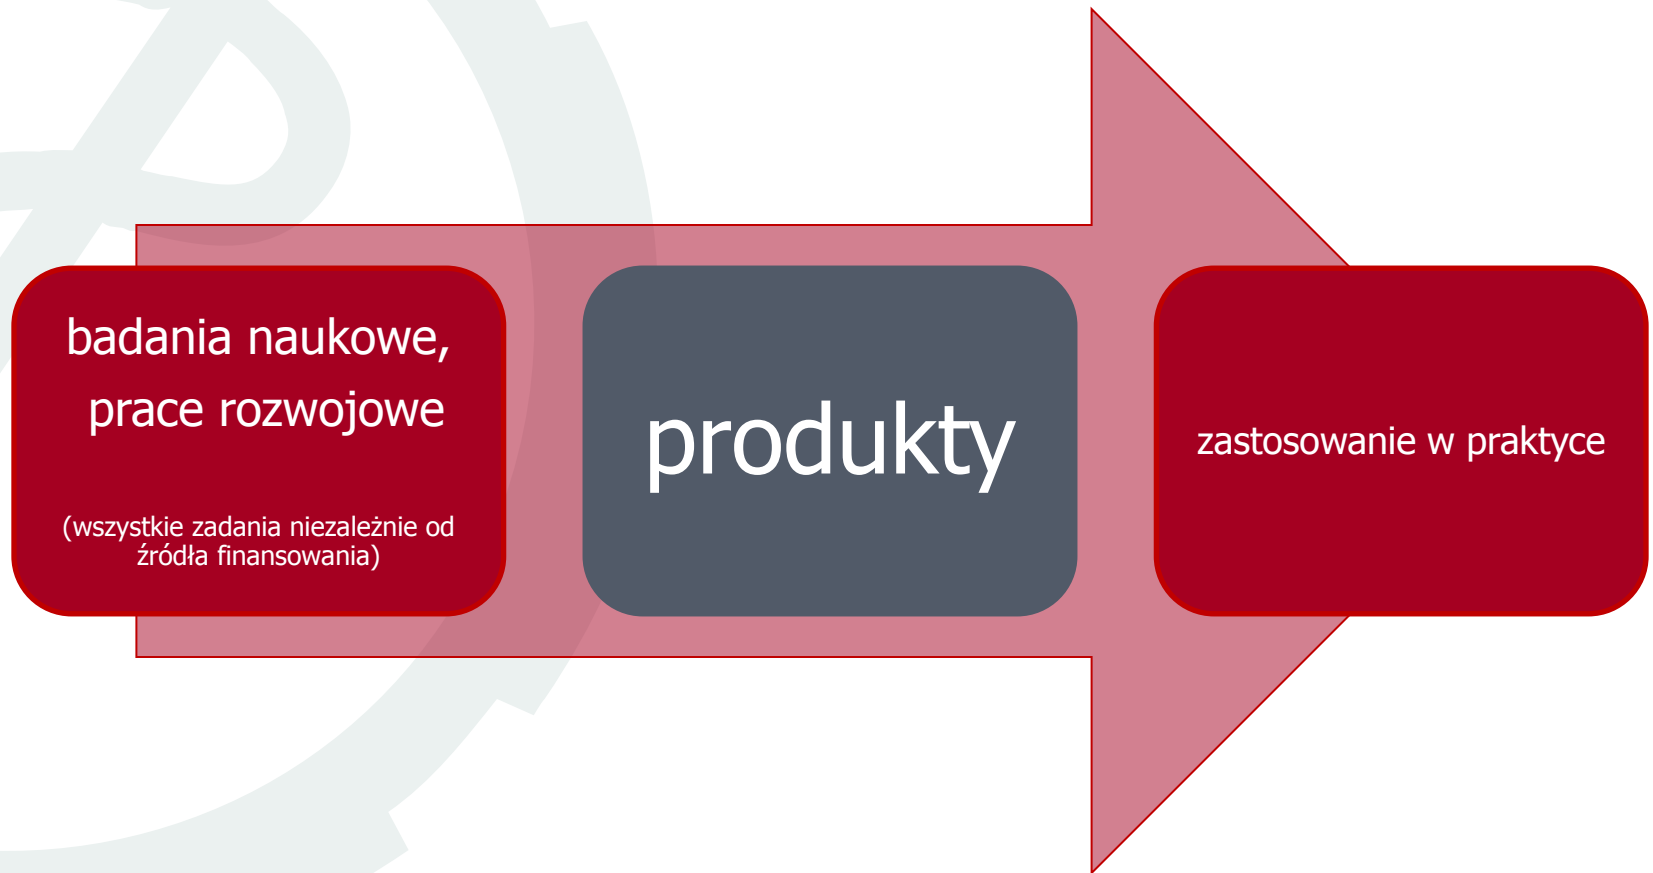 badania naukowe,
prace rozwojowe
(wszystkie zadania niezależnie od
źródła finansowania)
produkty
zastosowanie w praktyce